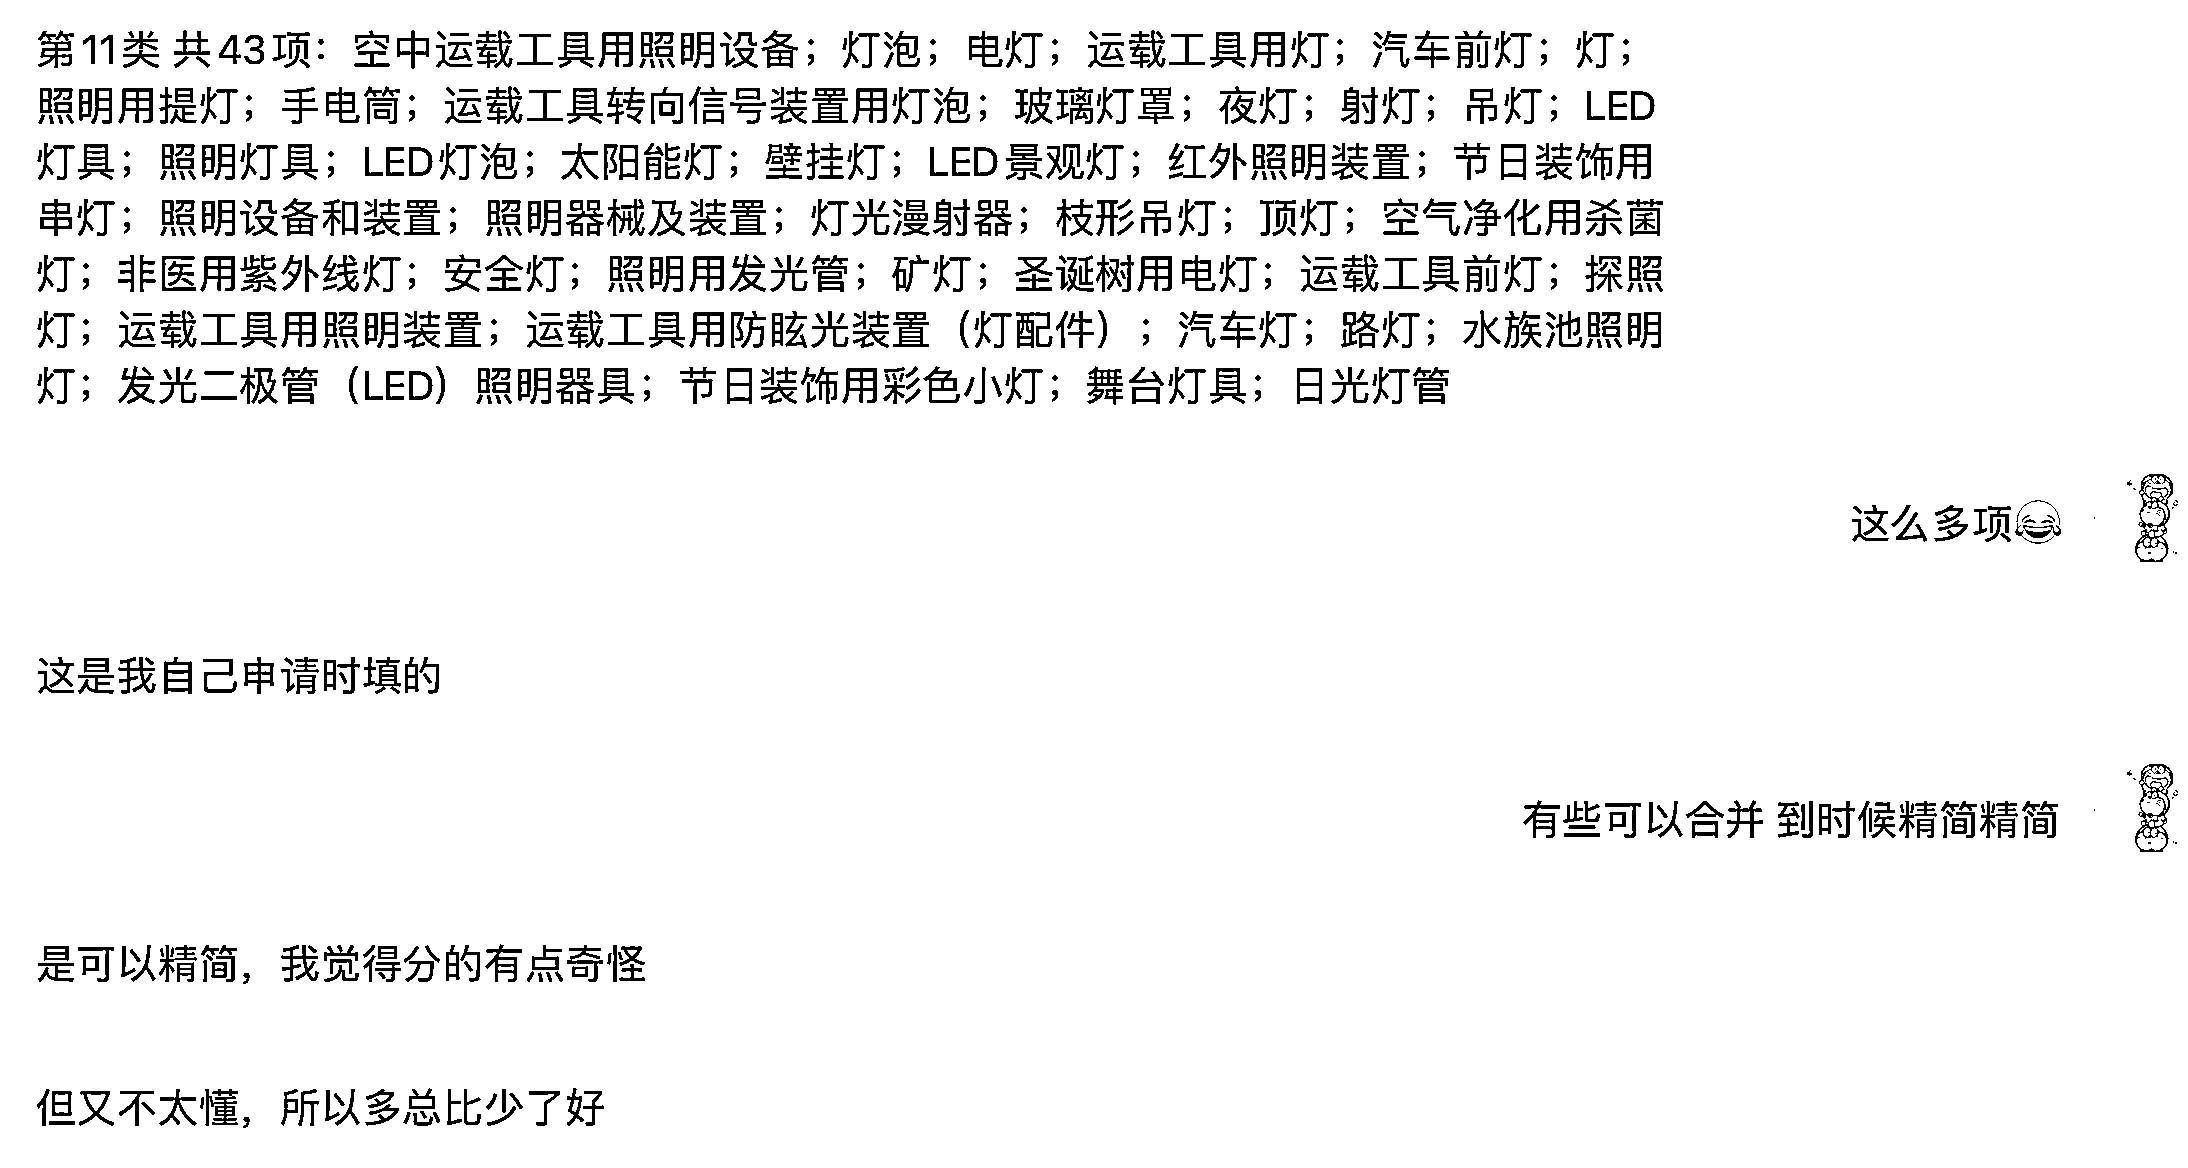 第11类 共43项：空中运载工具用照明设备；灯泡；电灯；运载工具用灯；汽车前灯；灯；
照明用提灯；手电筒；运载工具转向信号装置用灯泡；玻璃灯罩；夜灯；射灯；吊灯；LED
灯具；照明灯具；LED灯泡；太阳能灯；壁挂灯；LED景观灯；红外照明装置；节日装饰用
串灯；照明设备和装置；照明器械及装置；灯光漫射器；枝形吊灯；顶灯；空气净化用杀菌
灯；非医用紫外线灯；安全灯；照明用发光管；矿灯；圣诞树用电灯；运载工具前灯；探照
灯；运载工具用照明装置；运载工具用防眩光装置（灯配件）；汽车灯；路灯；水族池照明
灯；发光二极管（LED）照明器具；节日装饰用彩色小灯；舞台灯具；日光灯管
这么多项😂
这是我自己申请时填的
有些可以合并 到时候精简精简
是可以精简，我觉得分的有点奇怪
但又不太懂，所以多总比少了好